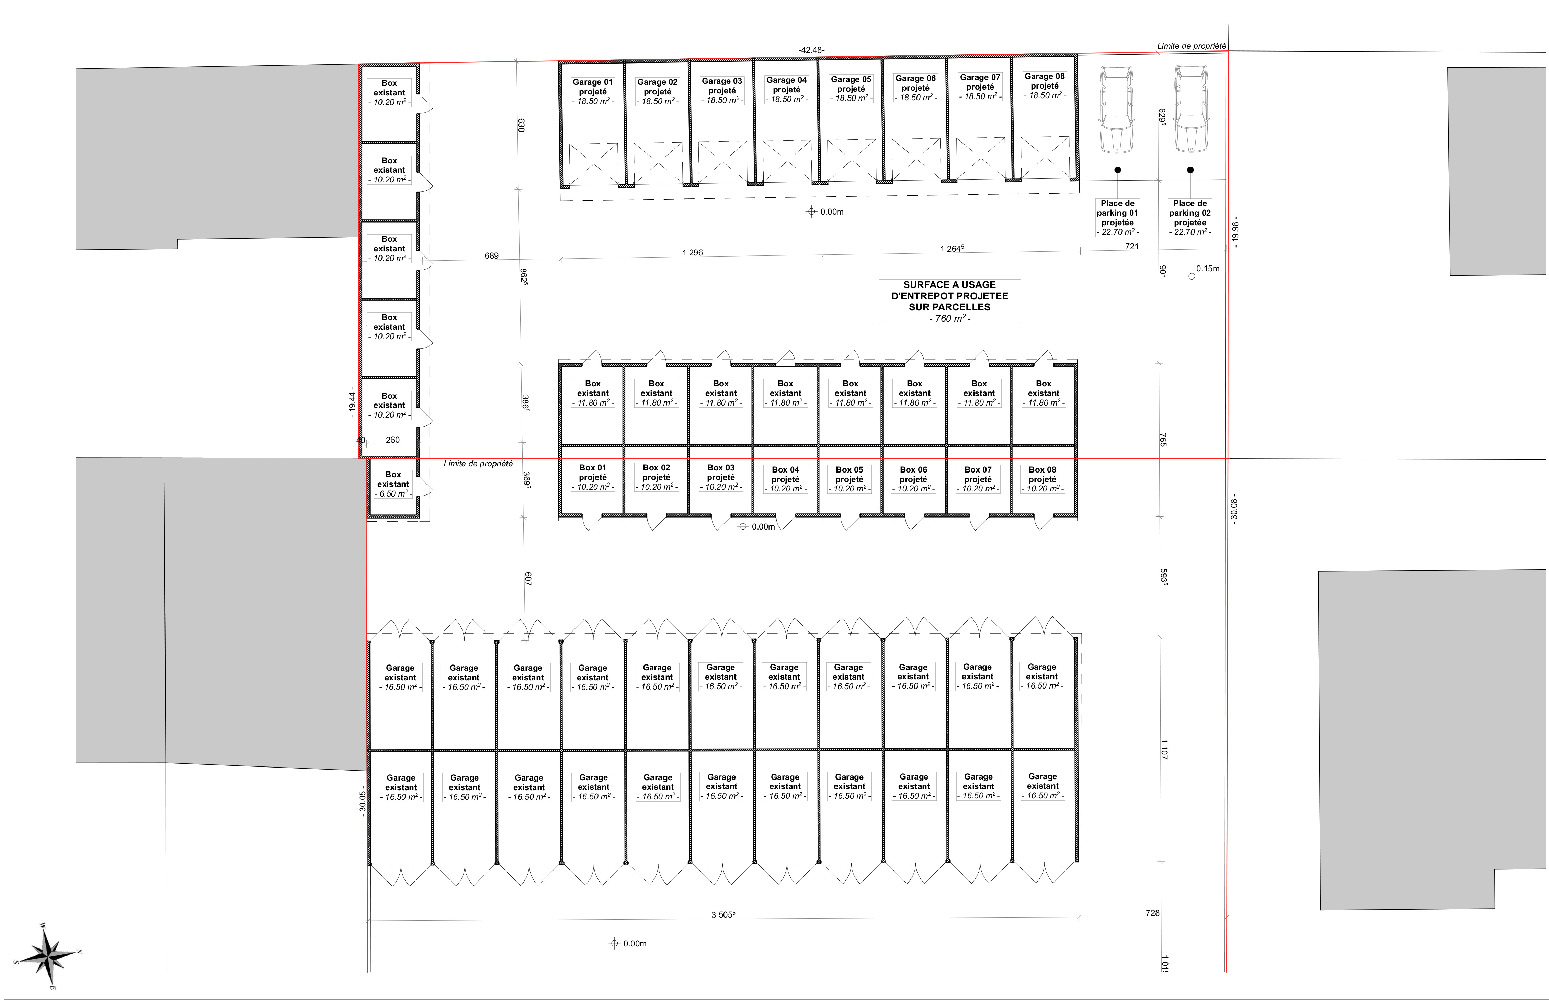 -42.48-
Limite de propriété
Box
existant
- 10.20 m² -
Box
existant
- 10.20 m² -
Box
existant
- 10.20 m² -
Box
existant
- 10.20 m² -
Box
existant
- 10.20 m² -
Box
existant
- 6.50 m² -
Garage 01
projeté
- 18.50 m² -
Garage 02
projeté
- 18.50 m² -
Garage 03
projeté
- 18.50 m² -
Garage 04
projeté
- 18.50 m² -
Garage 05
projeté
- 18.50 m² -
Garage 06
projeté
- 18.50 m² -
Garage 07
projeté
- 18.50 m² -
Garage 08
projeté
- 18.50 m² -
630
629⁵
Place de
parking 01
projetée
- 22.70 m² -
Place de
parking 02
projetée
- 22.70 m² -
0.00m
- 19.96 -
689
1 296
1 264⁵
721
0.15m
SURFACE A USAGE
D'ENTREPOT PROJETEE
SUR PARCELLES
- 760 m² -
- 19.44 -
40
260
Limite de propriété
Box
existant
- 11.80 m² -
Box
existant
- 11.80 m² -
Box
existant
- 11.80 m² -
Box
existant
- 11.80 m² -
Box
existant
- 11.80 m² -
Box
existant
- 11.80 m² -
Box
existant
- 11.80 m² -
Box
existant
- 11.80 m² -
765
Box 01
projeté
- 10.20 m² -
Box 02
projeté
- 10.20 m² -
Box 03
projeté
- 10.20 m² -
Box 04
projeté
- 10.20 m² -
Box 05
projeté
- 10.20 m² -
Box 06
projeté
- 10.20 m² -
Box 07
projeté
- 10.20 m² -
Box 08
projeté
- 10.20 m² -
0.00m
- 30.08 -
607
Garage
existant
- 16.50 m² -
Garage
existant
- 16.50 m² -
Garage
existant
- 16.50 m² -
Garage
existant
- 16.50 m² -
Garage
existant
- 16.50 m² -
Garage
existant
- 16.50 m² -
Garage
existant
- 16.50 m² -
Garage
existant
- 16.50 m² -
Garage
existant
- 16.50 m² -
Garage
existant
- 16.50 m² -
Garage
existant
- 16.50 m² -
1 107
Garage
existant
- 16.50 m² -
Garage
existant
- 16.50 m² -
Garage
existant
- 16.50 m² -
Garage
existant
- 16.50 m² -
Garage
existant
- 16.50 m² -
Garage
existant
- 16.50 m² -
Garage
existant
- 16.50 m² -
Garage
existant
- 16.50 m² -
Garage
existant
- 16.50 m² -
Garage
existant
- 16.50 m² -
Garage
existant
- 16.50 m² -
3 505⁵
728
0.00m